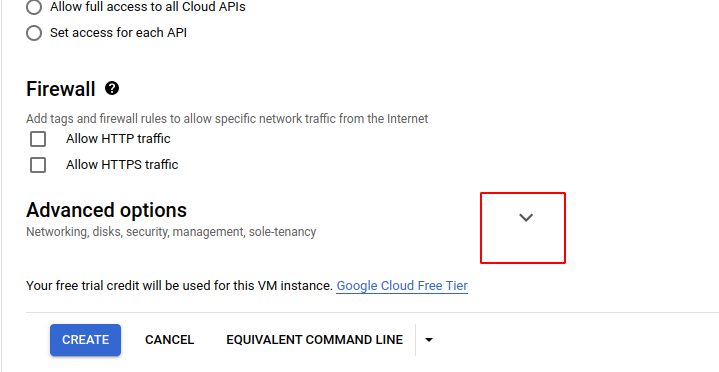 Allow full access to all Cloud APIs
Set access for each API
Firewall
Add tags and firewall rules to allow specific network traffic from the Internet
Allow HTTP traffic
Allow HTTPS traffic
Advanced options
Networking, disks, security, management, sole-tenancy
Your free trial credit will be used for this VM instance. Google Cloud Free Tier
CREATE CANCEL EQUIVALENT COMMAND LINE